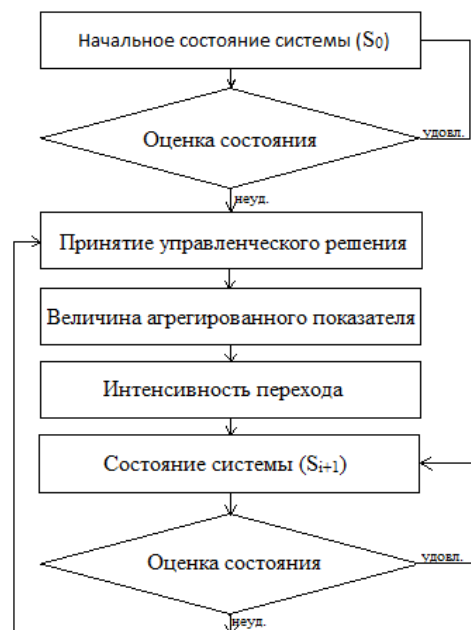 Начальное состояние системы (S0)
Оценка состояния
удовл.
неуд.
Принятие управленческого решения
Величина агрегированного показателя
Интенсивность перехода
Состояние системы (Si+1)
Оценка состояния
удовл.
неуд.